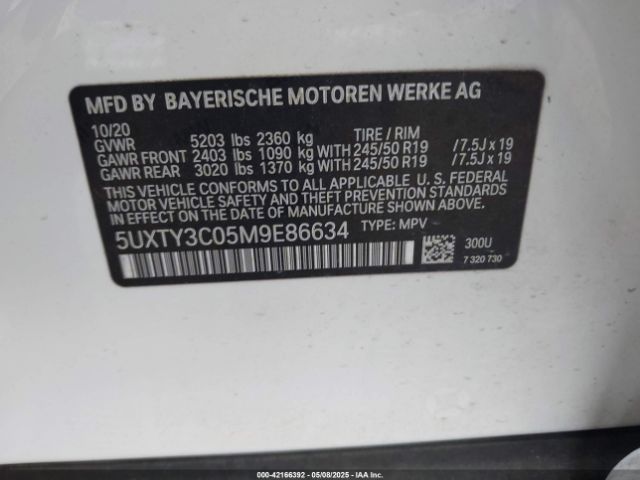 MFD BY BAYERISCHE MOTOREN WERKE AG
10/20 TIRE / RIM
GVWR 5203 lbs 2360 kg
GAWR FRONT 2403 lbs 1090 kg WITH 245/50 R19 /7.5J x 19
GAWR REAR 3020 lbs 1370 kg WITH 245/50 R19 /7.5J x 19
THIS VEHICLE CONFORMS TO ALL APPLICABLE U. S. FEDERAL
MOTOR VEHICLE SAFETY AND THEFT PREVENTION
STANDARDS IN EFFECT ON THE DATE OF
MANUFACTURE SHOWN ABOVE.
5UXTY3C05M9E86634 TYPE: MPV
300U
7 320 730
000-42166392 - 05/08/2025 - IAA Inc.